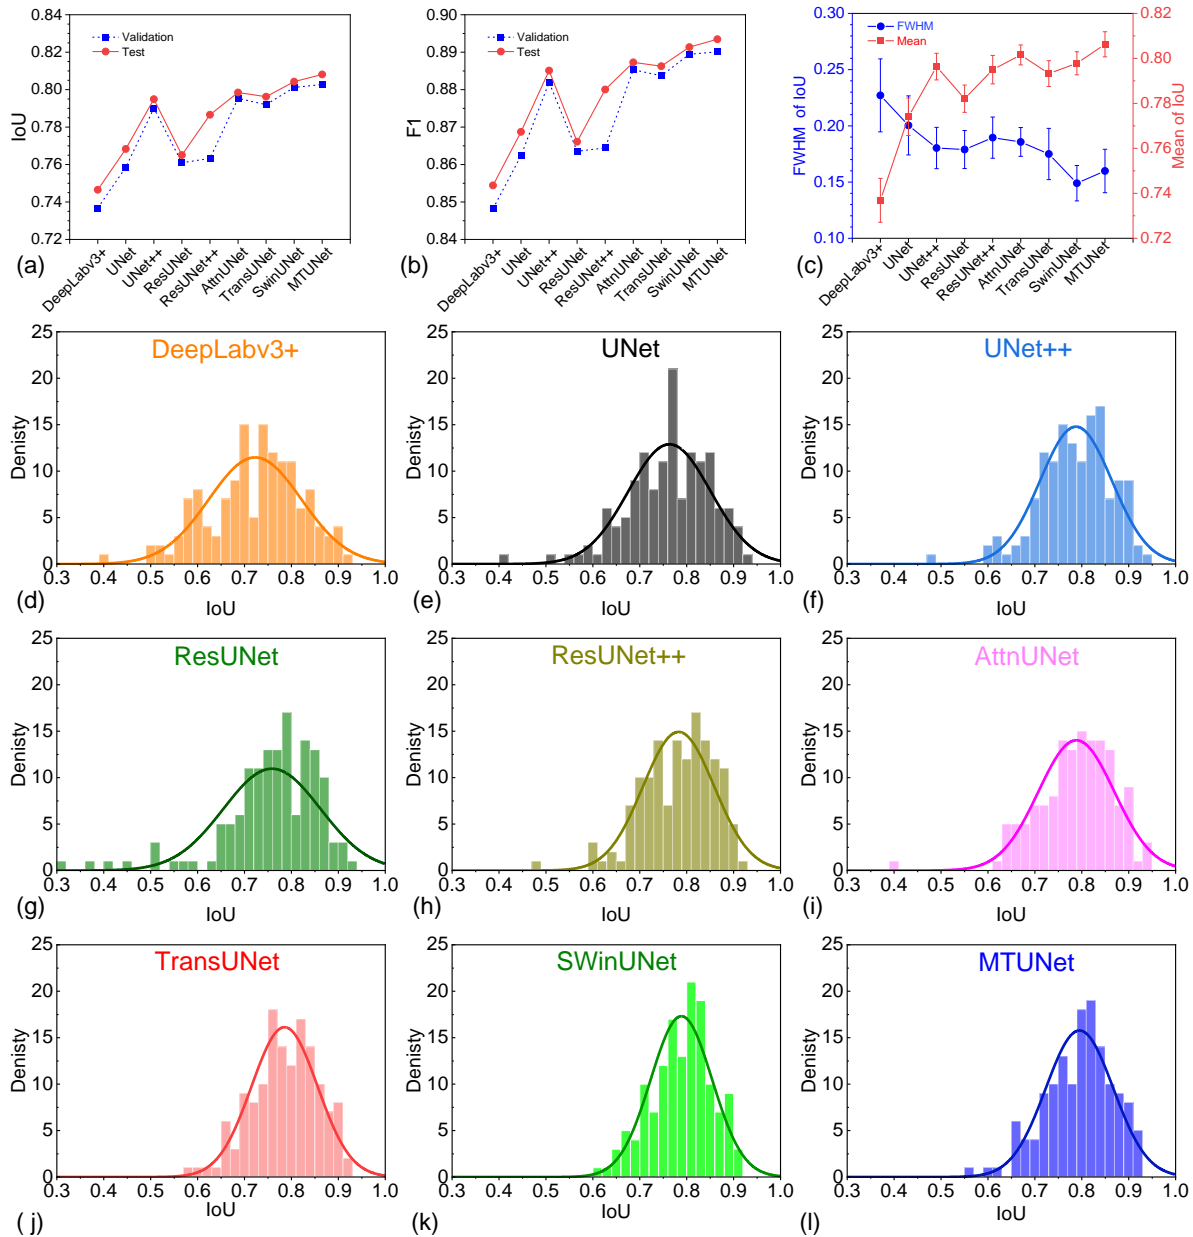 0.84
0.82
0.80
0.78
0.76
0.74
0.72
IoU
Validation
Test
DeepLabv3+
UNet
UNet++
ResUNet
ResUNet++
AttnUNet
TransUNet
SwinUNet
MTUNet
(a)
0.90
0.89
0.88
0.87
0.86
0.85
0.84
F1
Validation
Test
DeepLabv3+
UNet
UNet++
ResUNet
ResUNet++
AttnUNet
TransUNet
SwinUNet
MTUNet
(b)
0.30
0.25
0.20
0.15
0.10
FWHM of IoU
FWHM
Mean
0.82
0.80
0.78
0.76
0.74
0.72
Mean of IoU
DeepLabv3+
UNet
UNet++
ResUNet
ResUNet++
AttnUNet
TransUNet
SwinUNet
MTUNet
(c)
25
20
15
10
5
0
Denisty
DeepLabv3+
0.3 0.4 0.5 0.6 0.7 0.8 0.9 1.0
IoU
(d)
25
20
15
10
5
0
Denisty
UNet
0.3 0.4 0.5 0.6 0.7 0.8 0.9 1.0
IoU
(e)
25
20
15
10
5
0
Denisty
UNet++
0.3 0.4 0.5 0.6 0.7 0.8 0.9 1.0
IoU
(f)
25
20
15
10
5
0
Denisty
ResUNet
0.3 0.4 0.5 0.6 0.7 0.8 0.9 1.0
IoU
(g)
25
20
15
10
5
0
Denisty
ResUNet++
0.3 0.4 0.5 0.6 0.7 0.8 0.9 1.0
IoU
(h)
25
20
15
10
5
0
Denisty
AttnUNet
0.3 0.4 0.5 0.6 0.7 0.8 0.9 1.0
IoU
(i)
25
20
15
10
5
0
Denisty
TransUNet
0.3 0.4 0.5 0.6 0.7 0.8 0.9 1.0
IoU
( j)
25
20
15
10
5
0
Denisty
SWinUNet
0.3 0.4 0.5 0.6 0.7 0.8 0.9 1.0
IoU
(k)
25
20
15
10
5
0
Denisty
MTUNet
0.3 0.4 0.5 0.6 0.7 0.8 0.9 1.0
IoU
(l)